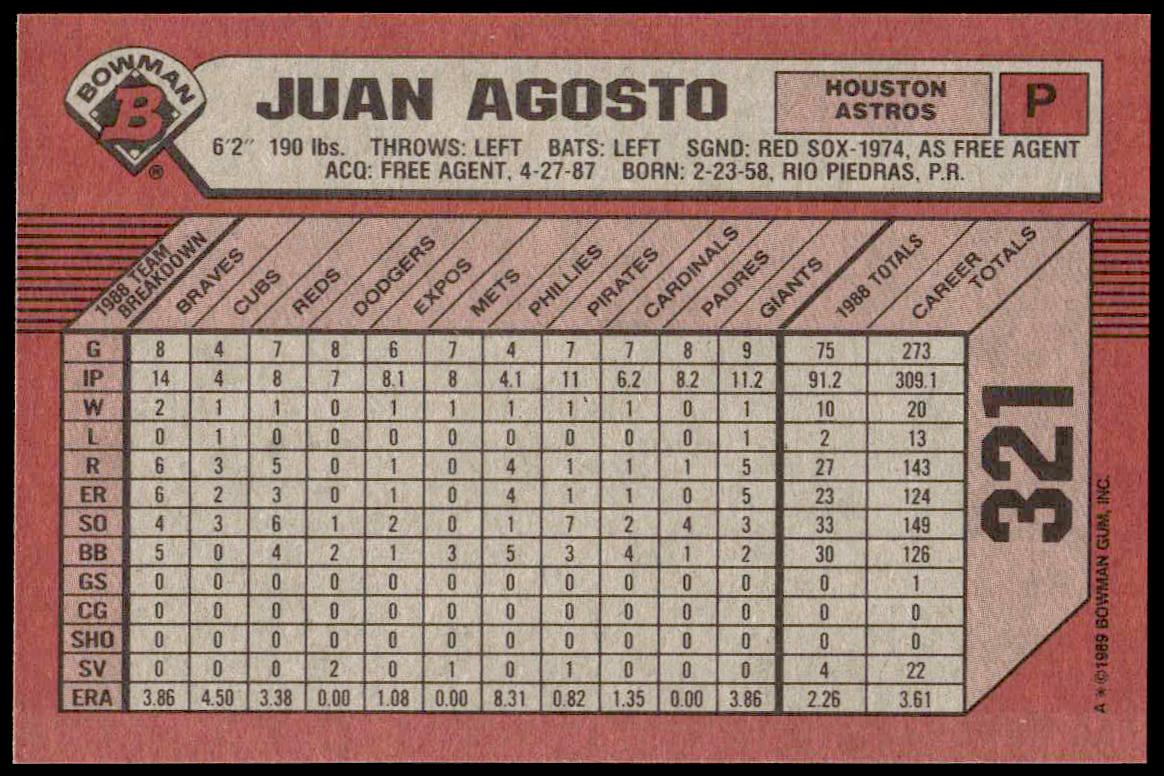 BOWMAN
B
®
JUAN AGOSTO
HOUSTON
ASTROS
P
6'2" 190 lbs. THROWS: LEFT BATS: LEFT SGND: RED SOX-1974, AS FREE AGENT
ACQ: FREE AGENT, 4-27-87 BORN: 2-23-58, RIO PIEDRAS, P.R.
1988 TEAM BREAKDOWN BRAVES CUBS REDS DODGERS EXPOS METS PHILLIES PIRATES CARDINALS PADRES GIANTS 1988 TOTALS CAREER TOTALS
G 8 4 7 8 6 7 4 7 7 8 9 75 273
IP 14 4 8 7 8.1 8 4.1 11 6.2 8.2 11.2 91.2 309.1
W 2 1 1 0 1 1 1 1 1 0 1 10 20
L 0 1 0 0 0 0 0 0 0 0 1 2 13
R 6 3 5 0 1 0 4 1 1 1 5 27 143
ER 6 2 3 0 1 0 4 1 1 0 5 23 124
SO 4 3 6 1 2 0 1 7 2 4 3 33 149
BB 5 0 4 2 1 3 5 3 4 1 2 30 126
GS 0 0 0 0 0 0 0 0 0 0 0 0 1
CG 0 0 0 0 0 0 0 0 0 0 0 0 0
SHO 0 0 0 0 0 0 0 0 0 0 0 0 0
SV 0 0 0 2 0 1 0 1 0 0 0 4 22
ERA 3.86 4.50 3.38 0.00 1.08 0.00 8.31 0.82 1.35 0.00 3.86 2.26 3.61
321
A * © 1989 BOWMAN GUM, INC.